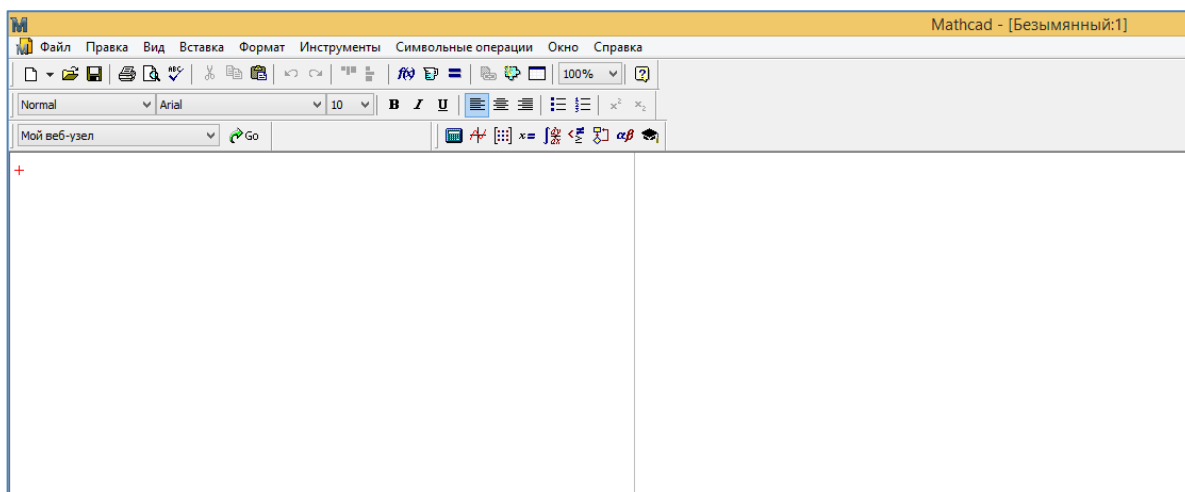 Mathcad - [Безымянный:1]
Файл Правка Вид Вставка Формат Инструменты Символьные операции Окно Справка
100%
Normal Arial 10 B I U
Мой веб-узел Go